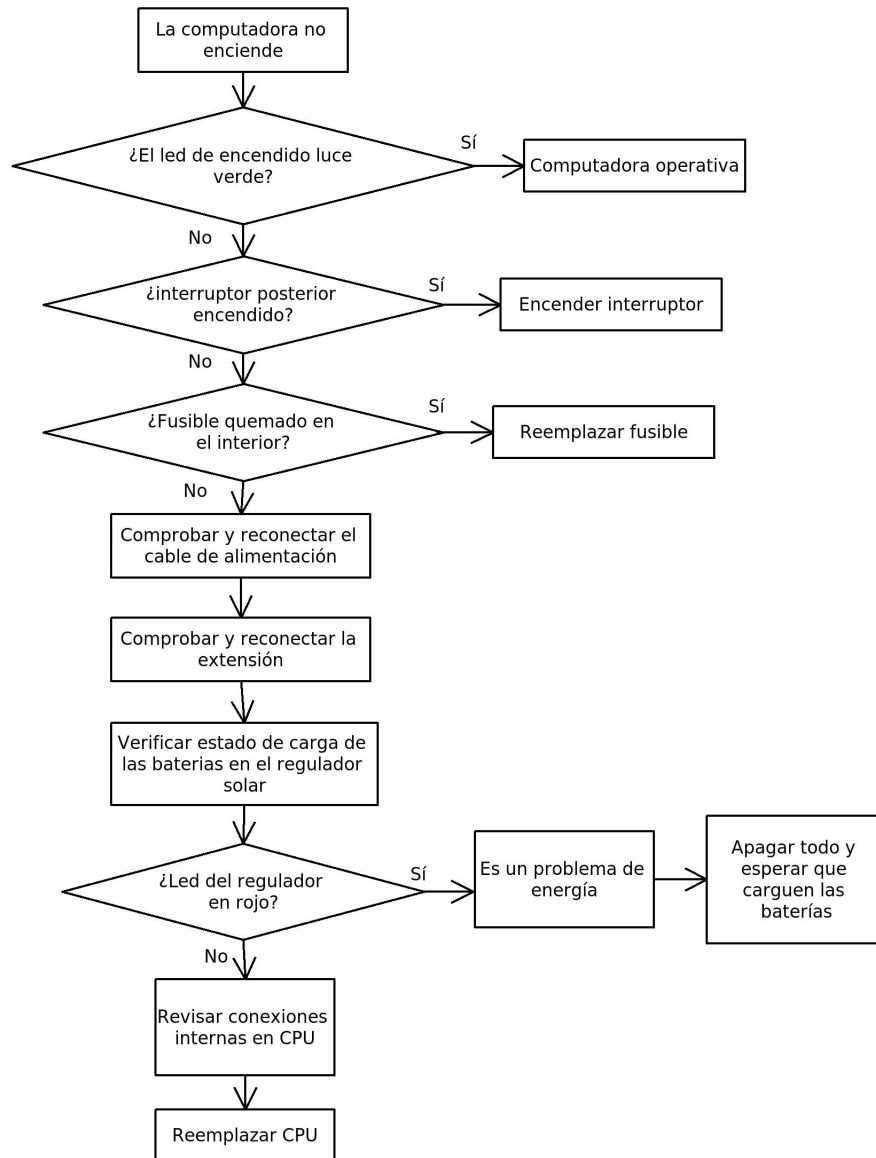 La computadora no
enciende
¿El led de encendido luce
verde?
Sí
Computadora operativa
No
¿interruptor posterior
encendido?
Sí
Encender interruptor
No
¿Fusible quemado en
el interior?
Sí
Reemplazar fusible
No
Comprobar y reconectar el
cable de alimentación
Comprobar y reconectar la
extensión
Verificar estado de carga de
las baterias en el regulador
solar
¿Led del regulador
en rojo?
Sí
Es un problema de
energía
Apagar todo y
esperar que
carguen las
baterías
No
Revisar conexiones
internas en CPU
Reemplazar CPU